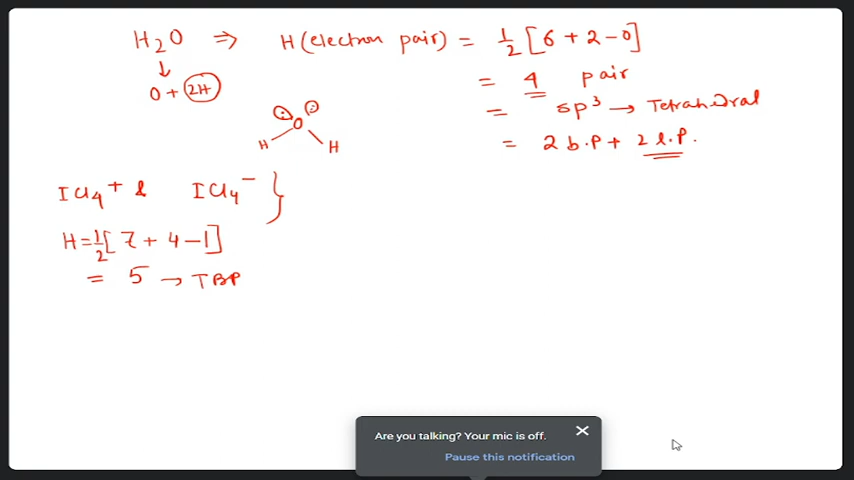 H₂O ⇒ H (electron pair) = 1/2 [6 + 2 - 0]
↓
O + 2H
= 4 pair
= sp³ → Tetrahedral
= 2 b.p + 2 l.p.
O
H H
ICl₄⁺ & ICl₄⁻ }
H = 1/2 [7 + 4 - 1]
= 5 → TBP
Are you talking? Your mic is off. ✕
Pause this notification